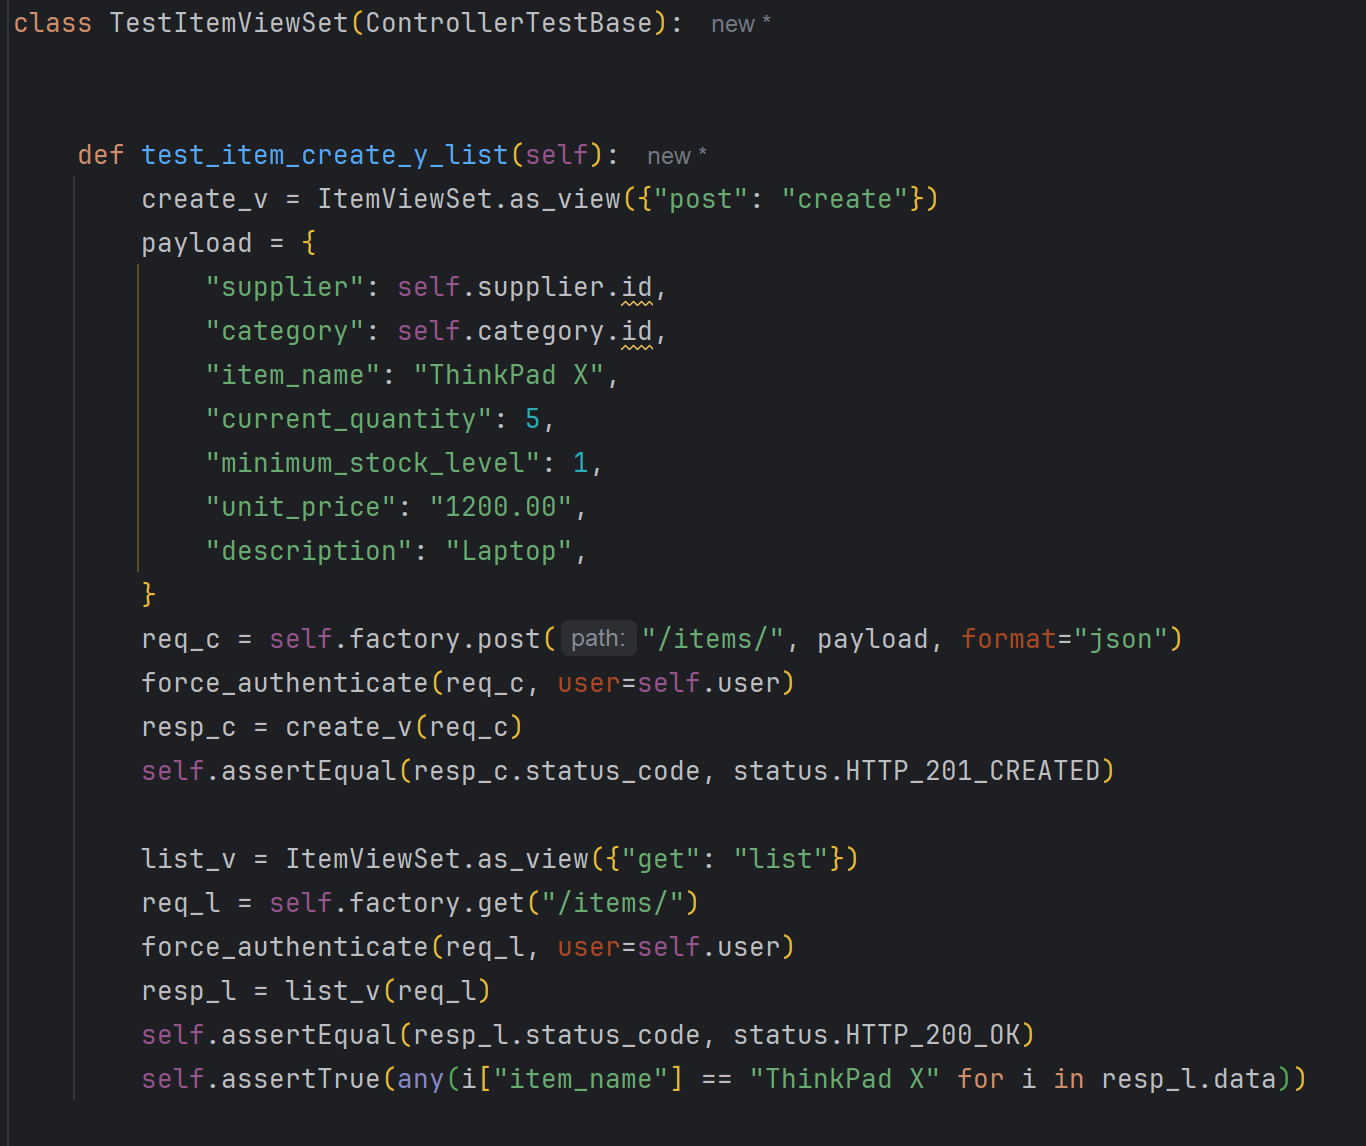 class TestItemViewSet(ControllerTestBase): new *
def test_item_create_y_list(self): new *
create_v = ItemViewSet.as_view({"post": "create"})
payload = {
"supplier": self.supplier.id,
"category": self.category.id,
"item_name": "ThinkPad X",
"current_quantity": 5,
"minimum_stock_level": 1,
"unit_price": "1200.00",
"description": "Laptop",
}
req_c = self.factory.post( path: "/items/", payload, format="json")
force_authenticate(req_c, user=self.user)
resp_c = create_v(req_c)
self.assertEqual(resp_c.status_code, status.HTTP_201_CREATED)
list_v = ItemViewSet.as_view({"get": "list"})
req_l = self.factory.get("/items/")
force_authenticate(req_l, user=self.user)
resp_l = list_v(req_l)
self.assertEqual(resp_l.status_code, status.HTTP_200_OK)
self.assertTrue(any(i["item_name"] == "ThinkPad X" for i in resp_l.data))